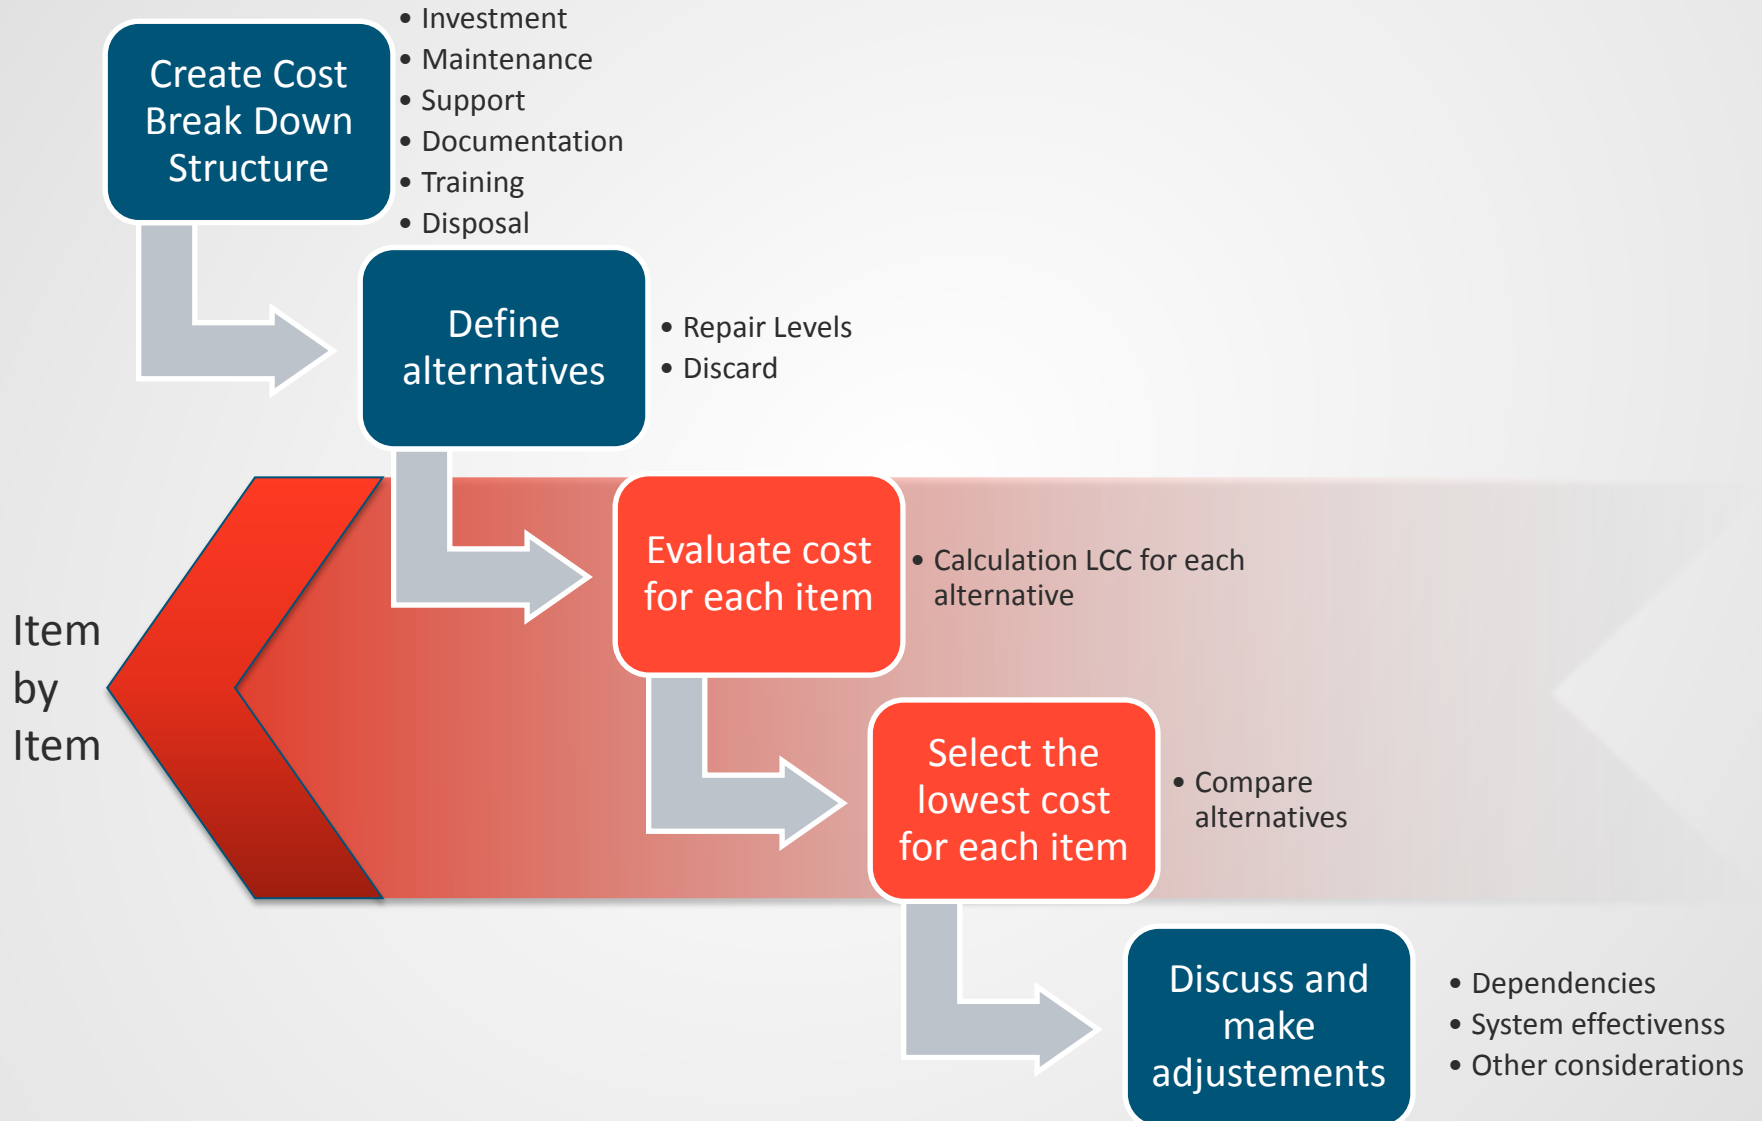 Create Cost
Break Down
Structure
• Investment
• Maintenance
• Support
• Documentation
• Training
• Disposal
Define
alternatives
• Repair Levels
• Discard
Item
by
Item
Evaluate cost
for each item
• Calculation LCC for each
alternative
Select the
lowest cost
for each item
• Compare
alternatives
Discuss and
make
adjustements
• Dependencies
• System effectivenss
• Other considerations